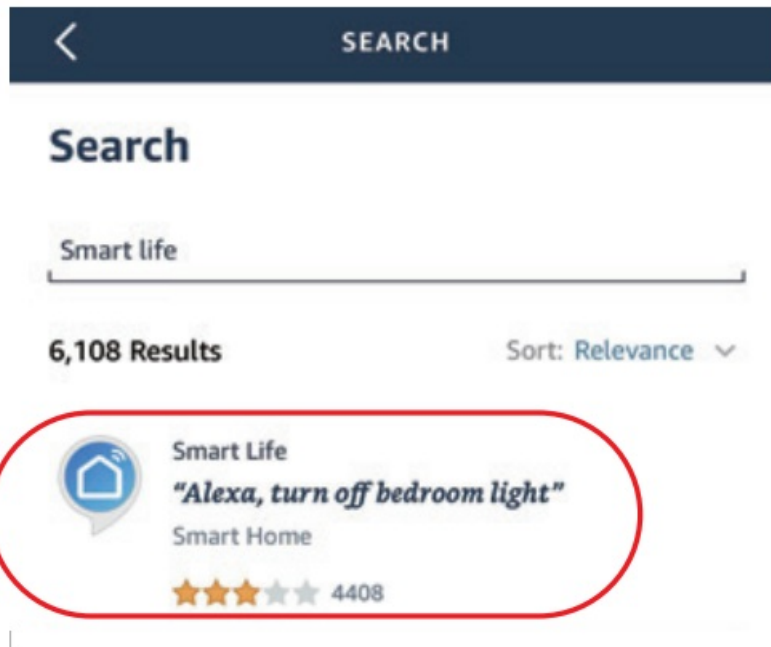 SEARCH
Search
Smart life
6,108 Results
Sort: Relevance
Smart Life
“Alexa, turn off bedroom light”
Smart Home
4408